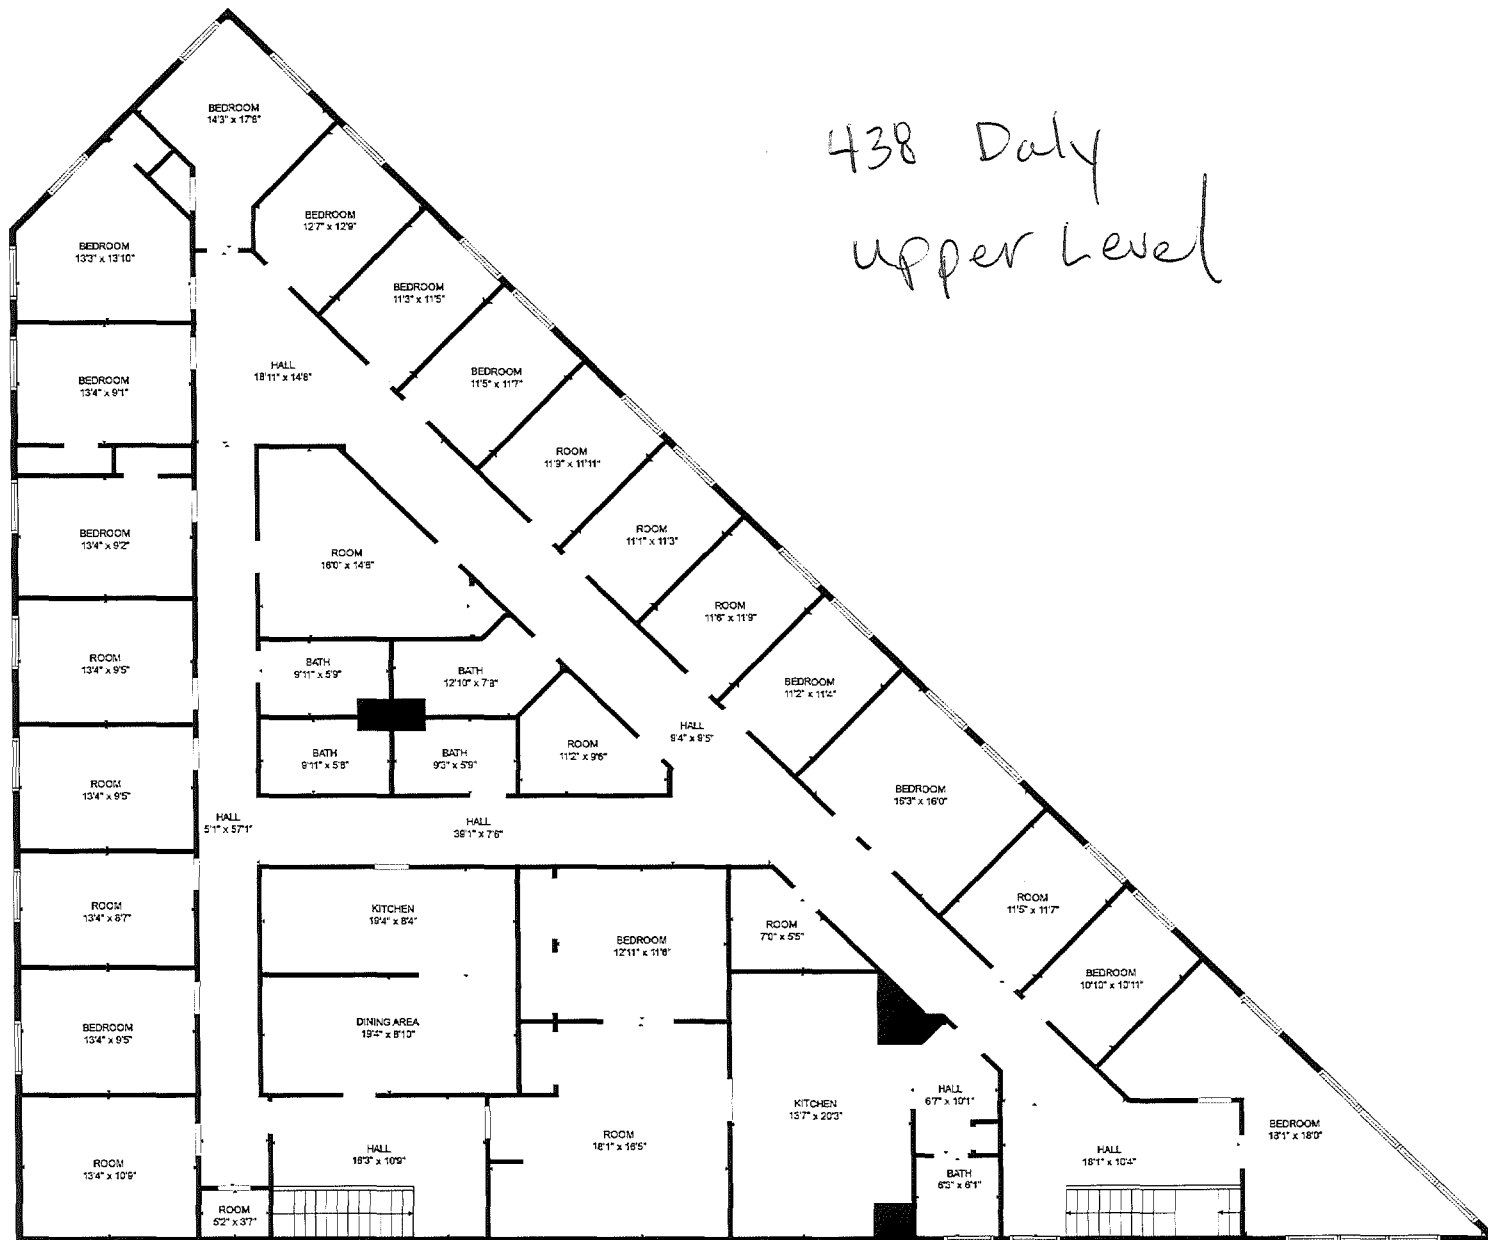 438 Daly
upper Level
BEDROOM
14'3" x 17'8"
BEDROOM
12'7" x 12'9"
BEDROOM
13'3" x 13'10"
BEDROOM
11'3" x 11'5"
HALL
18'11" x 14'8"
BEDROOM
13'4" x 9'1"
BEDROOM
11'5" x 11'7"
ROOM
11'9" x 11'11"
BEDROOM
13'4" x 9'2"
ROOM
16'0" x 14'6"
ROOM
11'1" x 11'3"
ROOM
11'6" x 11'9"
ROOM
13'4" x 9'5"
BATH
9'11" x 5'9"
BATH
12'10" x 7'8"
BEDROOM
11'2" x 11'4"
HALL
9'4" x 9'5"
BATH
9'11" x 5'8"
BATH
9'3" x 5'9"
ROOM
11'2" x 9'6"
ROOM
13'4" x 9'5"
BEDROOM
16'3" x 16'0"
HALL
5'1" x 57'1"
HALL
39'1" x 7'6"
ROOM
13'4" x 8'7"
KITCHEN
19'4" x 8'4"
BEDROOM
12'11" x 11'6"
ROOM
7'0" x 5'5"
ROOM
11'5" x 11'7"
BEDROOM
10'10" x 10'11"
BEDROOM
13'4" x 9'5"
DINING AREA
19'4" x 8'10"
KITCHEN
13'7" x 20'3"
HALL
6'7" x 10'1"
BEDROOM
18'1" x 18'0"
ROOM
13'4" x 10'9"
HALL
16'3" x 10'9"
ROOM
18'1" x 16'5"
BATH
6'3" x 6'1"
HALL
18'1" x 10'4"
ROOM
5'2" x 3'7"